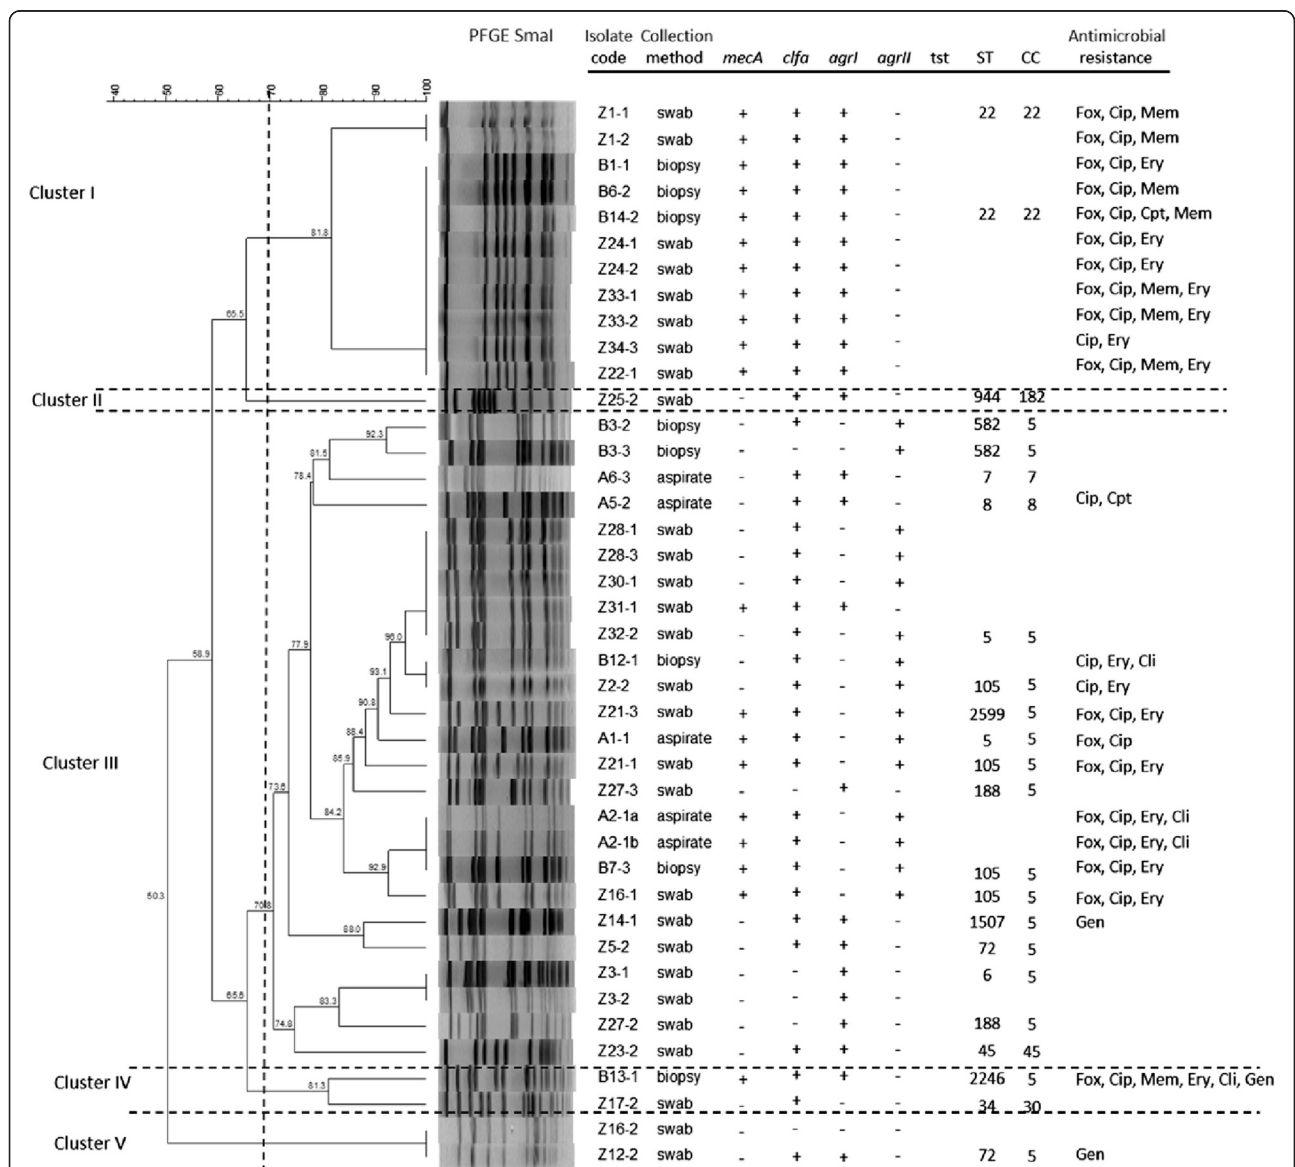 PFGE SmaI Isolate code Collection method mecA clfa agrI agrII tst ST CC Antimicrobial resistance
40 50 60 70 80 90 100
Z1-1 swab + + + - 22 22 Fox, Cip, Mem
Z1-2 swab + + + - Fox, Cip, Mem
B1-1 biopsy + + + - Fox, Cip, Ery
Cluster I
B6-2 biopsy + + + - Fox, Cip, Mem
B14-2 biopsy + + + - 22 22 Fox, Cip, Cpt, Mem
81.8
Z24-1 swab + + + - Fox, Cip, Ery
Z24-2 swab + + + - Fox, Cip, Ery
Z33-1 swab + + + - Fox, Cip, Mem, Ery
65.5
Z33-2 swab + + + - Fox, Cip, Mem, Ery
Z34-3 swab + + + - Cip, Ery
Z22-1 swab + + + - Fox, Cip, Mem, Ery
Cluster II
Z25-2 swab - + + - 944 182
B3-2 biopsy - + - + 582 5
92.3
B3-3 biopsy - - - + 582 5
81.5
A6-3 aspirate - + + - 7 7
78.4
A5-2 aspirate - + + - 8 8 Cip, Cpt
Z28-1 swab - + - +
Z28-3 swab - + - +
Z30-1 swab - + - +
Z31-1 swab + + + -
Z32-2 swab - + - + 5 5
96.0
77.9
58.9
B12-1 biopsy - + - + Cip, Ery, Cli
93.1
Z2-2 swab - + - + 105 5 Cip, Ery
90.8
Z21-3 swab + + - + 2599 5 Fox, Cip, Ery
88.4
A1-1 aspirate + + - + 5 5 Fox, Cip
85.9
Cluster III
Z21-1 swab + + - + 105 5 Fox, Cip, Ery
73.6
Z27-3 swab - - + - 188 5
84.2
A2-1a aspirate + + - + Fox, Cip, Ery, Cli
A2-1b aspirate + + - + Fox, Cip, Ery, Cli
92.9
B7-3 biopsy + + - + 105 5 Fox, Cip, Ery
50.3
Z16-1 swab + + - + 105 5 Fox, Cip, Ery
70.8
Z14-1 swab - + + - 1507 5 Gen
88.0
Z5-2 swab - + + - 72 5
Z3-1 swab - - + - 6 5
65.6
83.3
Z3-2 swab - - + -
74.8
Z27-2 swab - - + - 188 5
Z23-2 swab - + + - 45 45
Cluster IV
81.3
B13-1 biopsy + + + - 2246 5 Fox, Cip, Mem, Ery, Cli, Gen
Z17-2 swab - + - - 34 30
Cluster V
Z16-2 swab - - - -
Z12-2 swab - + + - 72 5 Gen